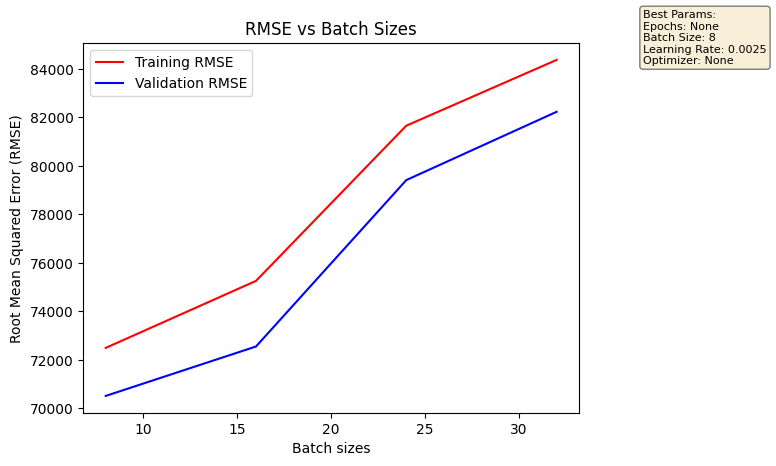 RMSE vs Batch Sizes
Best Params:
Epochs: None
Batch Size: 8
Learning Rate: 0.0025
Optimizer: None
Training RMSE
Validation RMSE
Root Mean Squared Error (RMSE)
84000
82000
80000
78000
76000
74000
72000
70000
10
15
20
25
30
Batch sizes